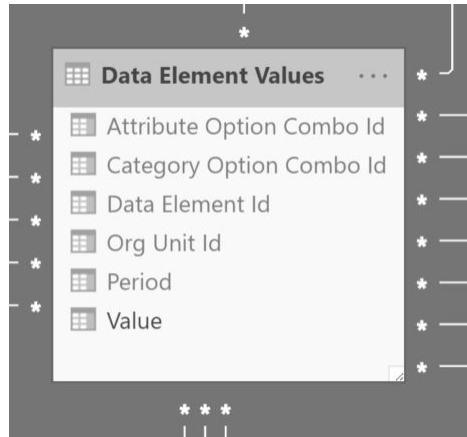 Data Element Values
Attribute Option Combo Id
Category Option Combo Id
Data Element Id
Org Unit Id
Period
Value